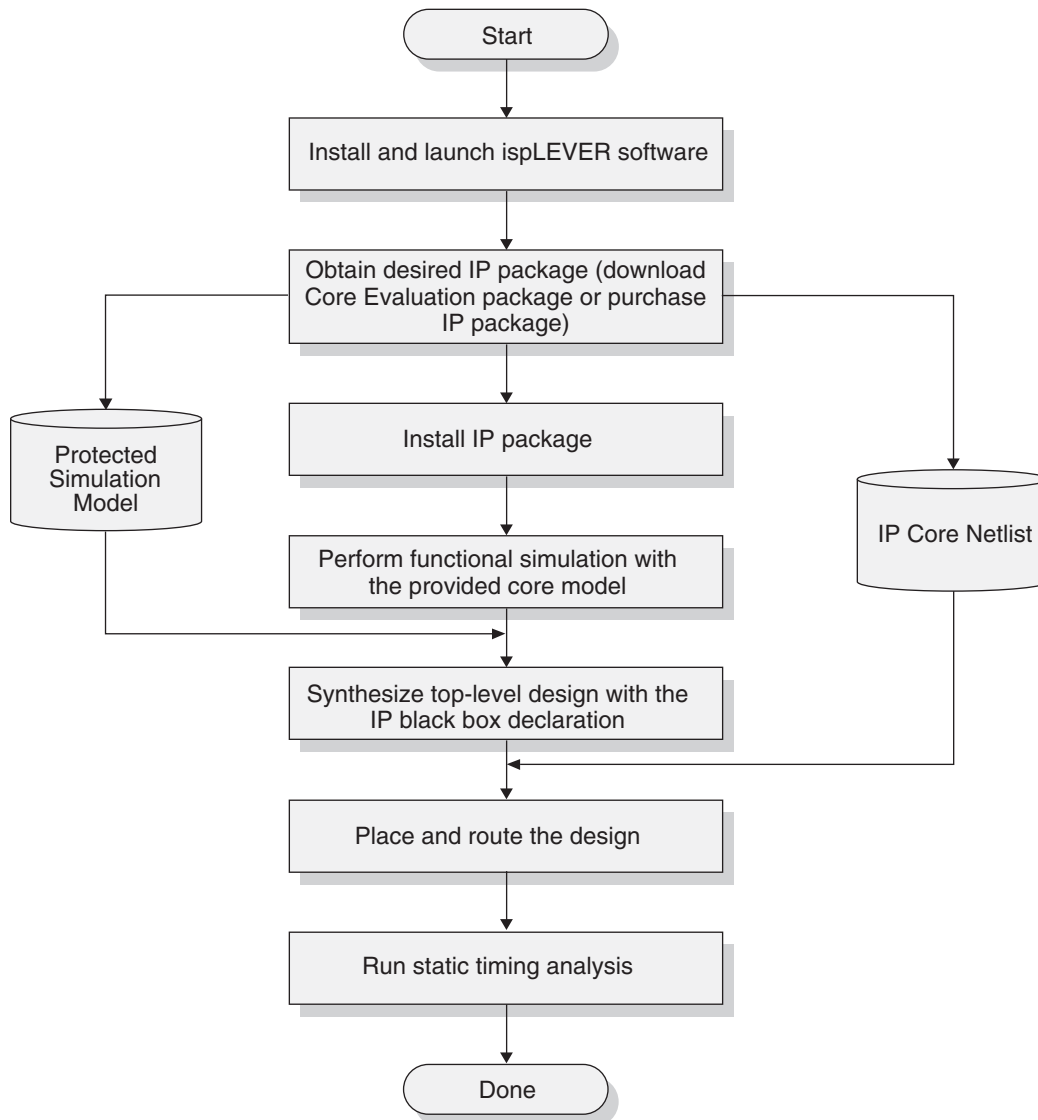 Start
Install and launch ispLEVER software
Obtain desired IP package (download
Core Evaluation package or purchase
IP package)
Install IP package
Protected
Simulation
Model
IP Core Netlist
Perform functional simulation with
the provided core model
Synthesize top-level design with the
IP black box declaration
Place and route the design
Run static timing analysis
Done